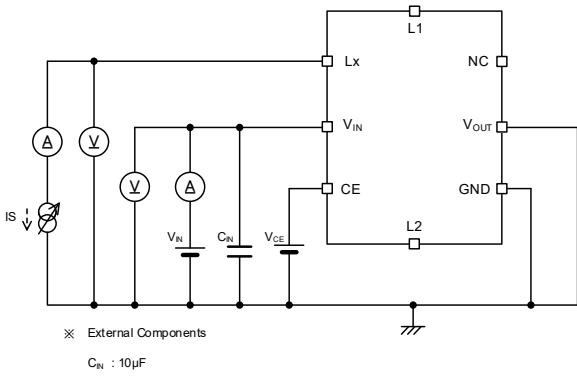 L1
Lx
NC
A
V
VIN
VOUT
V
A
IS
CE
GND
VIN
CIN
VCE
L2
※ External Components
CIN : 10μF